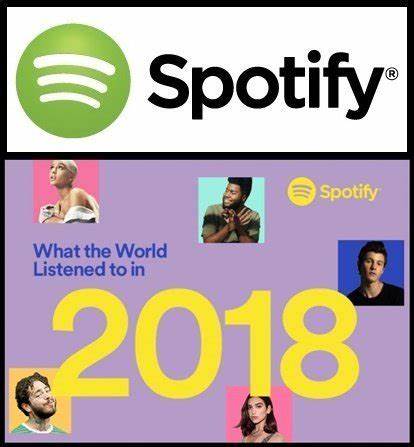 Spotify®
Spotify
What the World
Listened to in
2018